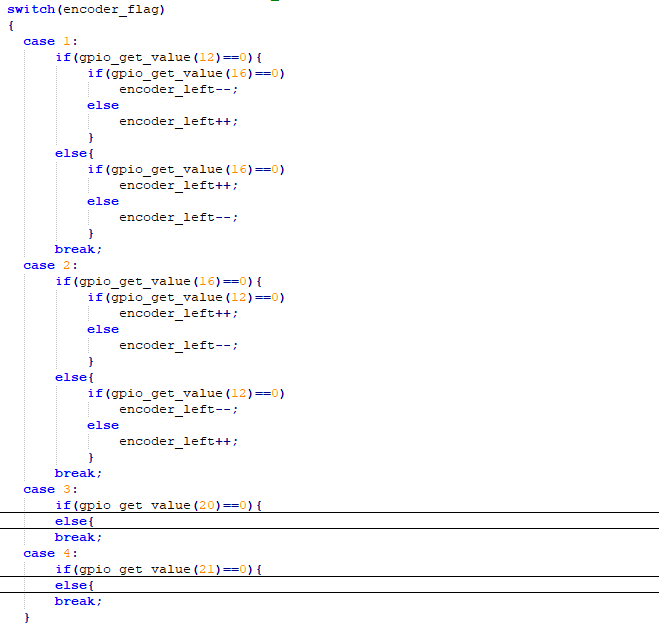 switch(encoder_flag)
{
case 1:
if(gpio_get_value(12)==0){
if(gpio_get_value(16)==0)
encoder_left--;
else
encoder_left++;
}
else{
if(gpio_get_value(16)==0)
encoder_left++;
else
encoder_left--;
}
break;
case 2:
if(gpio_get_value(16)==0){
if(gpio_get_value(12)==0)
encoder_left++;
else
encoder_left--;
}
else{
if(gpio_get_value(12)==0)
encoder_left--;
else
encoder_left++;
}
break;
case 3:
if(gpio_get_value(20)==0){
else{
break;
case 4:
if(gpio_get_value(21)==0){
else{
break;
}